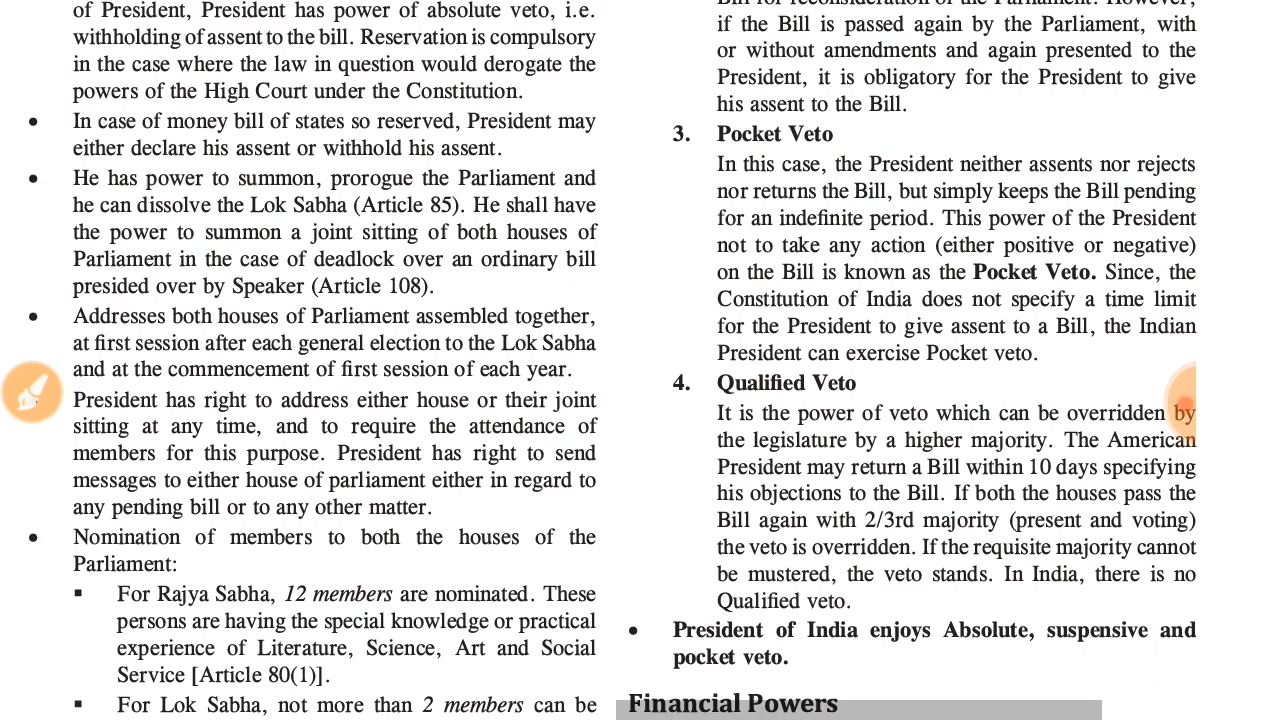 of President, President has power of absolute veto, i.e.
withholding of assent to the bill. Reservation is compulsory
in the case where the law in question would derogate the
powers of the High Court under the Constitution.
• In case of money bill of states so reserved, President may
either declare his assent or withhold his assent.
• He has power to summon, prorogue the Parliament and
he can dissolve the Lok Sabha (Article 85). He shall have
the power to summon a joint sitting of both houses of
Parliament in the case of deadlock over an ordinary bill
presided over by Speaker (Article 108).
• Addresses both houses of Parliament assembled together,
at first session after each general election to the Lok Sabha
and at the commencement of first session of each year.
President has right to address either house or their joint
sitting at any time, and to require the attendance of
members for this purpose. President has right to send
messages to either house of parliament either in regard to
any pending bill or to any other matter.
• Nomination of members to both the houses of the
Parliament:
▪ For Rajya Sabha, 12 members are nominated. These
persons are having the special knowledge or practical
experience of Literature, Science, Art and Social
Service [Article 80(1)].
▪ For Lok Sabha, not more than 2 members can be
Bill for reconsideration of the Parliament. However,
if the Bill is passed again by the Parliament, with
or without amendments and again presented to the
President, it is obligatory for the President to give
his assent to the Bill.
3. Pocket Veto
In this case, the President neither assents nor rejects
nor returns the Bill, but simply keeps the Bill pending
for an indefinite period. This power of the President
not to take any action (either positive or negative)
on the Bill is known as the Pocket Veto. Since, the
Constitution of India does not specify a time limit
for the President to give assent to a Bill, the Indian
President can exercise Pocket veto.
4. Qualified Veto
It is the power of veto which can be overridden by
the legislature by a higher majority. The American
President may return a Bill within 10 days specifying
his objections to the Bill. If both the houses pass the
Bill again with 2/3rd majority (present and voting)
the veto is overridden. If the requisite majority cannot
be mustered, the veto stands. In India, there is no
Qualified veto.
• President of India enjoys Absolute, suspensive and
pocket veto.
Financial Powers